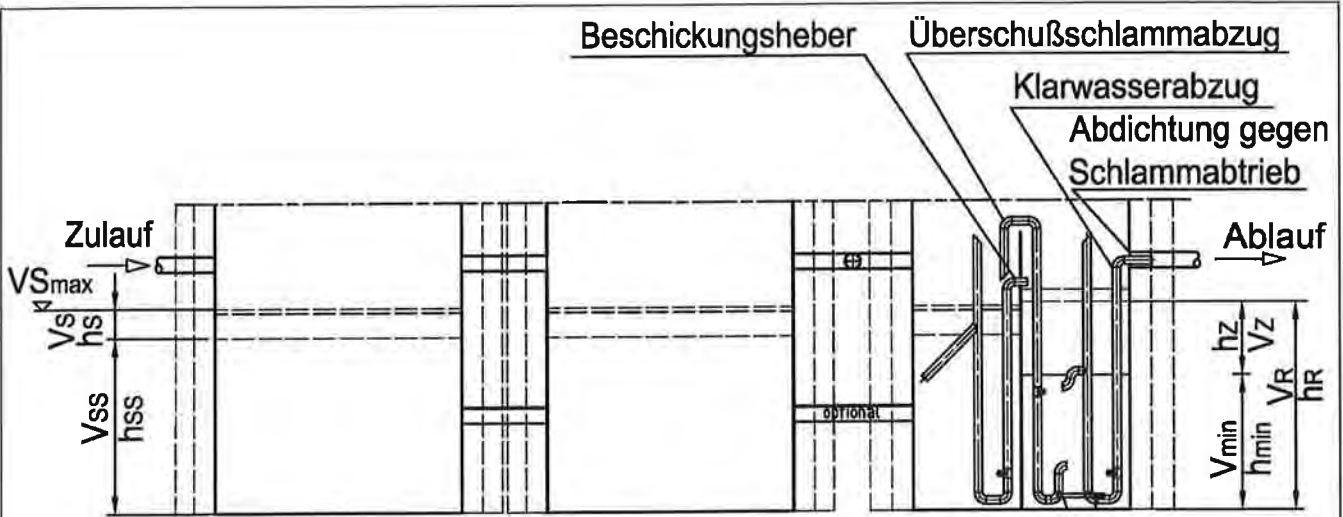 Beschickungsheber
Überschußschlammabzug
Klarwasserabzug
Abdichtung gegen
Schlammabtrieb
Zulauf
Ablauf
VSmax
Vs
hs
Vss
hss
optional
hz
Vz
VR
hR
Vmin
hmin